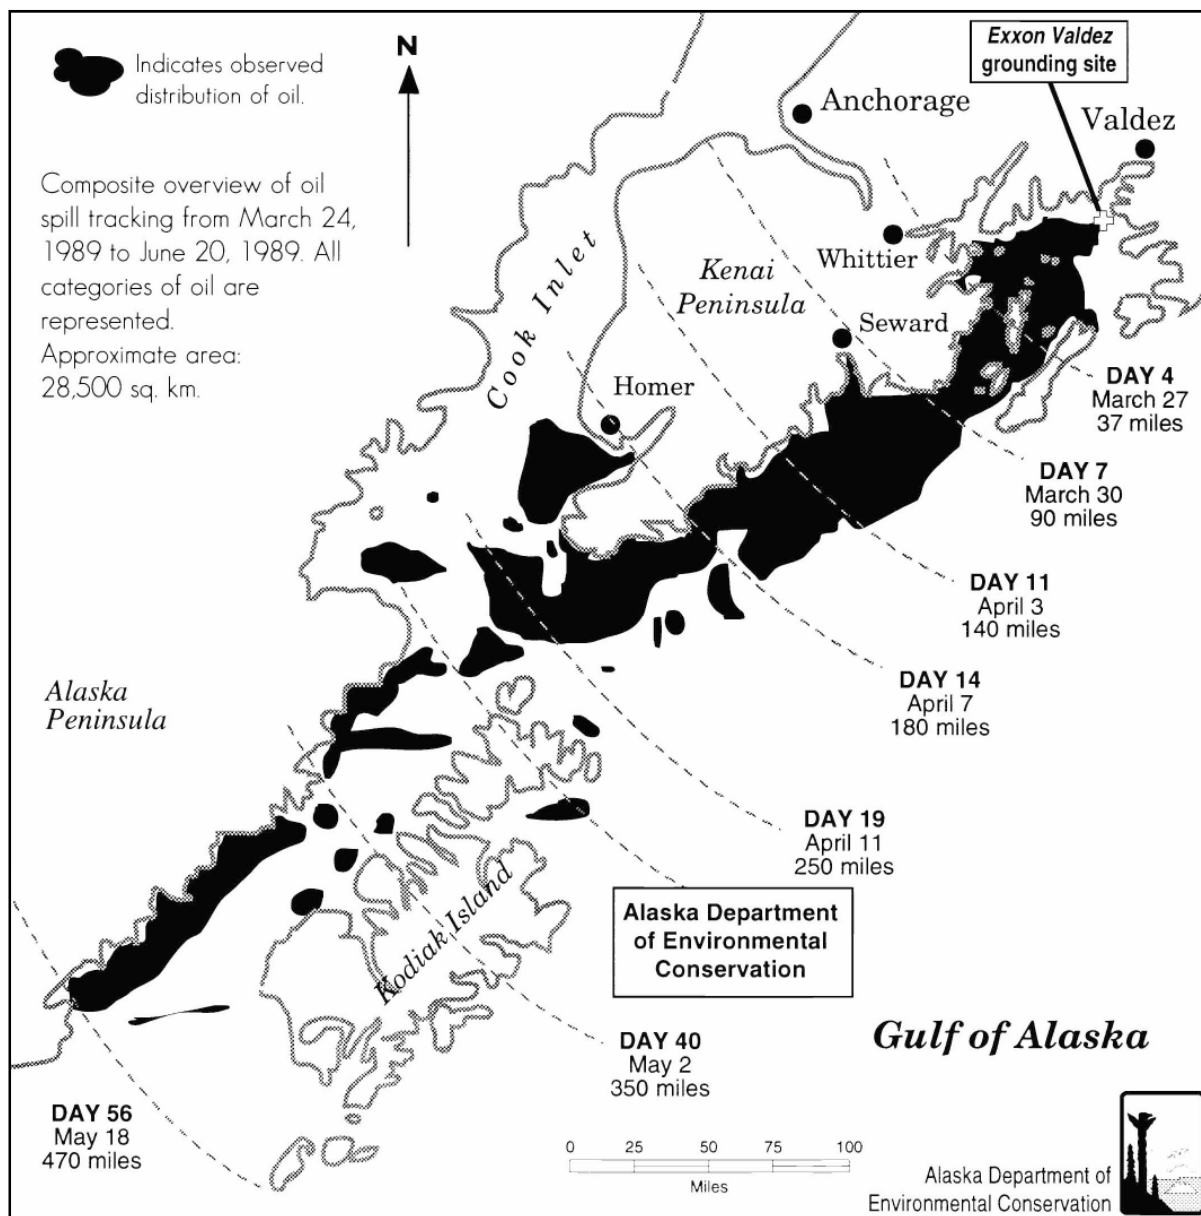 Indicates observed
distribution of oil.
N
Exxon Valdez
grounding site
Anchorage
Valdez
Composite overview of oil
spill tracking from March 24,
1989 to June 20, 1989. All
categories of oil are
represented.
Approximate area:
28,500 sq. km.
Cook Inlet
Kenai
Peninsula
Whittier
Seward
Homer
DAY 4
March 27
37 miles
DAY 7
March 30
90 miles
DAY 11
April 3
140 miles
DAY 14
April 7
180 miles
Alaska
Peninsula
DAY 19
April 11
250 miles
Kodiak Island
Alaska Department
of Environmental
Conservation
DAY 40
May 2
350 miles
Gulf of Alaska
DAY 56
May 18
470 miles
0 25 50 75 100
Miles
Alaska Department of
Environmental Conservation